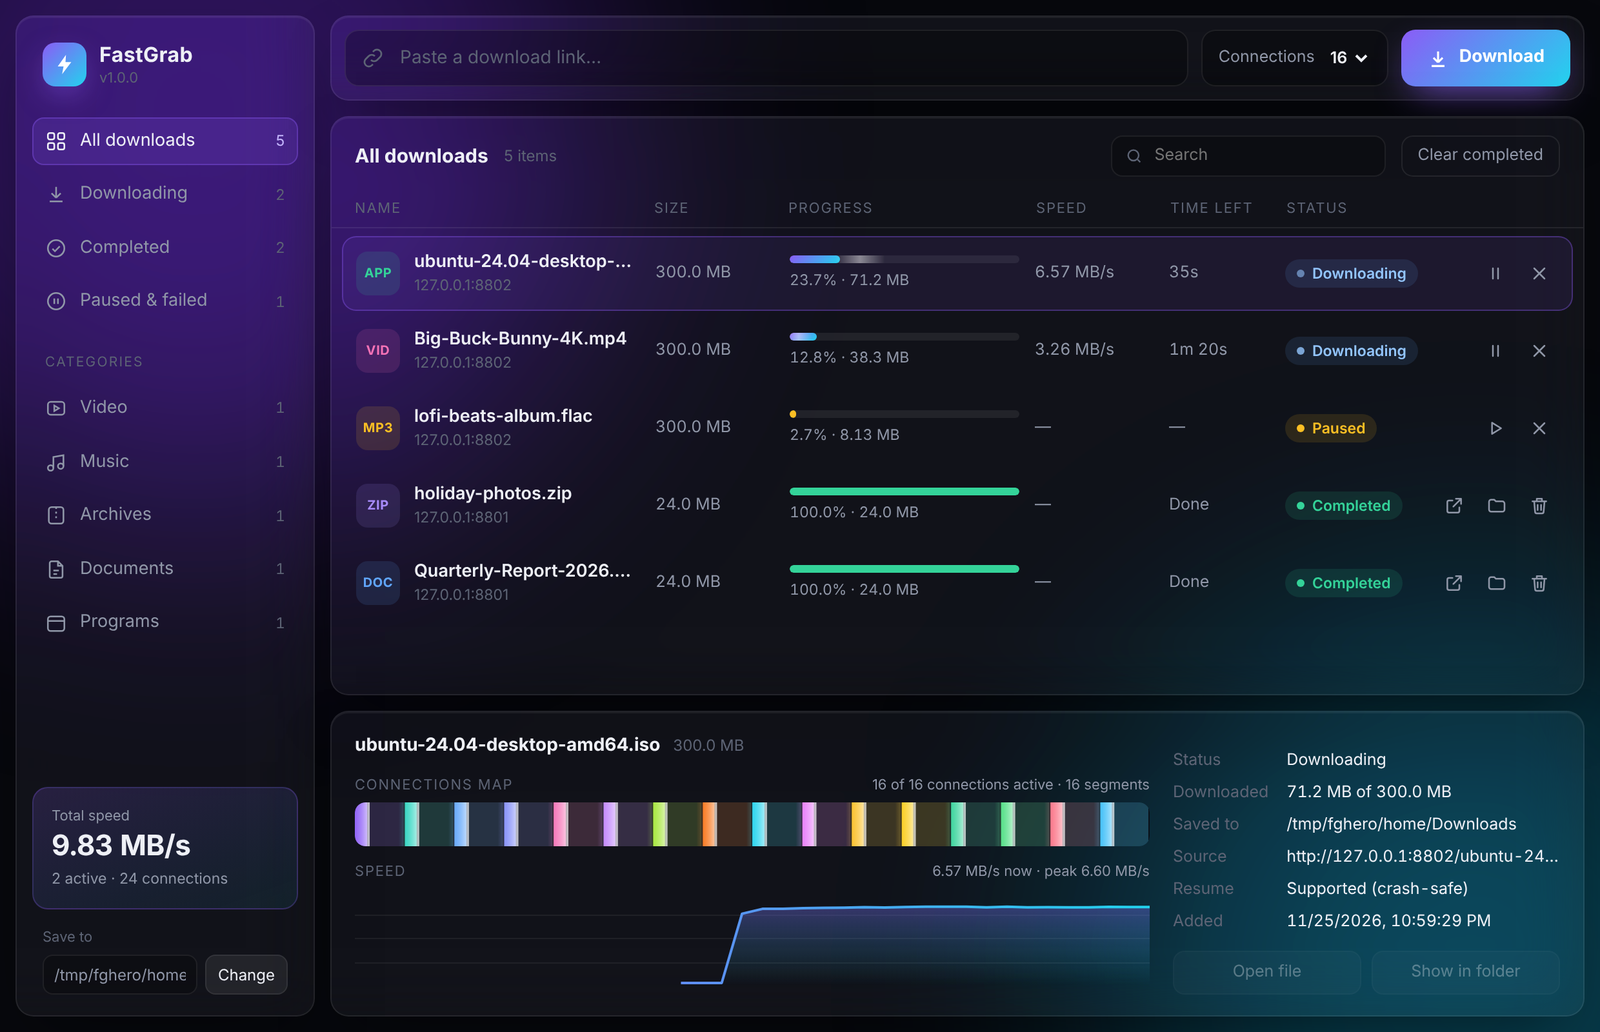 FastGrab
v1.0.0
All downloads 5
Downloading 2
Completed 2
Paused & failed 1
CATEGORIES
Video 1
Music 1
Archives 1
Documents 1
Programs 1
Total speed
9.83 MB/s
2 active · 24 connections
Save to
/tmp/fghero/home Change
Paste a download link...
Connections 16
Download
All downloads 5 items
Search
Clear completed
NAME SIZE PROGRESS SPEED TIME LEFT STATUS
APP ubuntu-24.04-desktop-... 300.0 MB 6.57 MB/s 35s Downloading
127.0.0.1:8802 23.7% · 71.2 MB
VID Big-Buck-Bunny-4K.mp4 300.0 MB 3.26 MB/s 1m 20s Downloading
127.0.0.1:8802 12.8% · 38.3 MB
MP3 lofi-beats-album.flac 300.0 MB — — Paused
127.0.0.1:8802 2.7% · 8.13 MB
ZIP holiday-photos.zip 24.0 MB — Done Completed
127.0.0.1:8801 100.0% · 24.0 MB
DOC Quarterly-Report-2026.... 24.0 MB — Done Completed
127.0.0.1:8801 100.0% · 24.0 MB
ubuntu-24.04-desktop-amd64.iso 300.0 MB
CONNECTIONS MAP 16 of 16 connections active · 16 segments
SPEED 6.57 MB/s now · peak 6.60 MB/s
Status Downloading
Downloaded 71.2 MB of 300.0 MB
Saved to /tmp/fghero/home/Downloads
Source http://127.0.0.1:8802/ubuntu-24...
Resume Supported (crash-safe)
Added 11/25/2026, 10:59:29 PM
Open file Show in folder